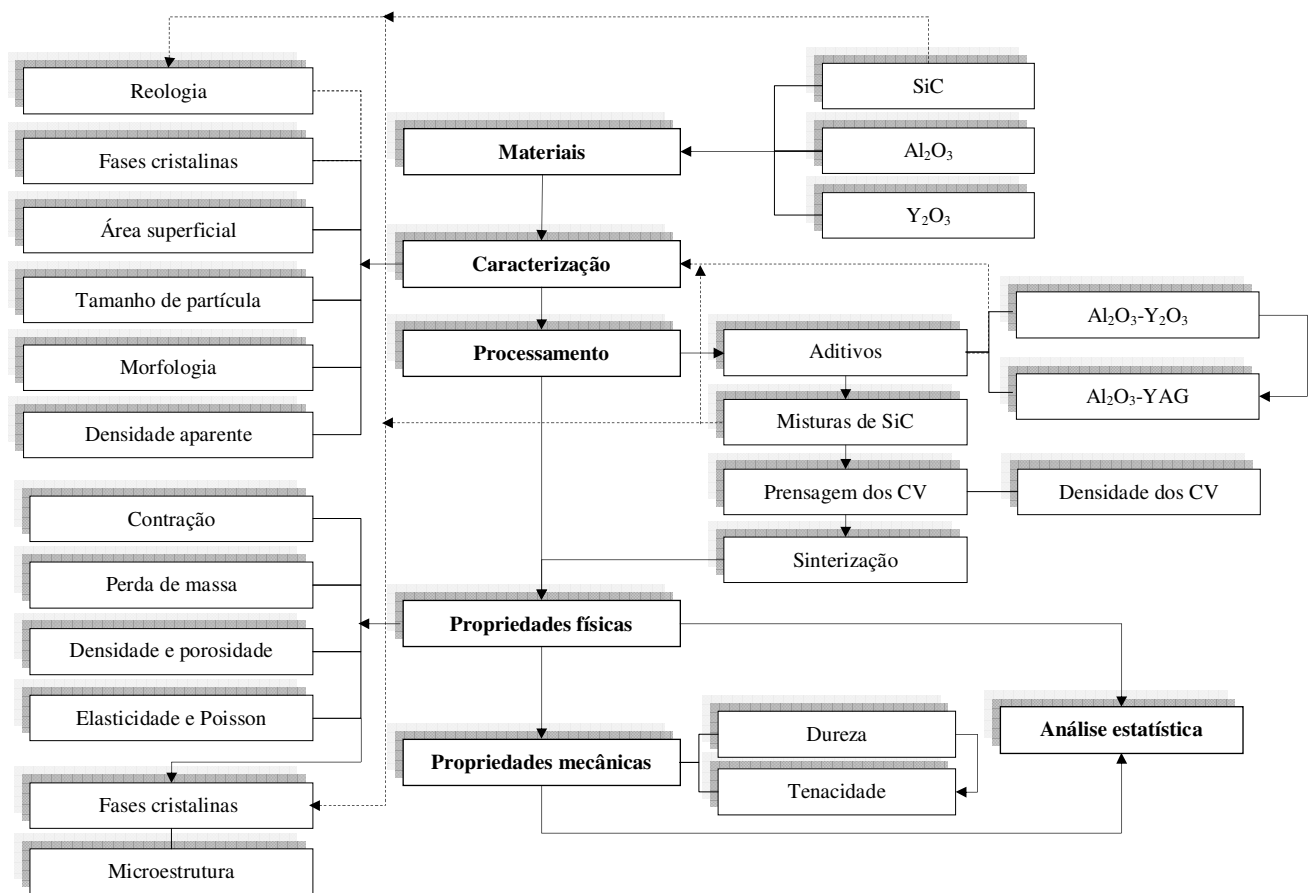 Reologia
Fases cristalinas
Área superficial
Tamanho de partícula
Morfologia
Densidade aparente
Contração
Perda de massa
Densidade e porosidade
Elasticidade e Poisson
Fases cristalinas
Microestrutura
Materiais
Caracterização
Processamento
Propriedades físicas
Propriedades mecânicas
SiC
Al₂O₃
Y₂O₃
Aditivos
Misturas de SiC
Prensagem dos CV
Sinterização
Al₂O₃-Y₂O₃
Al₂O₃-YAG
Densidade dos CV
Dureza
Tenacidade
Análise estatística